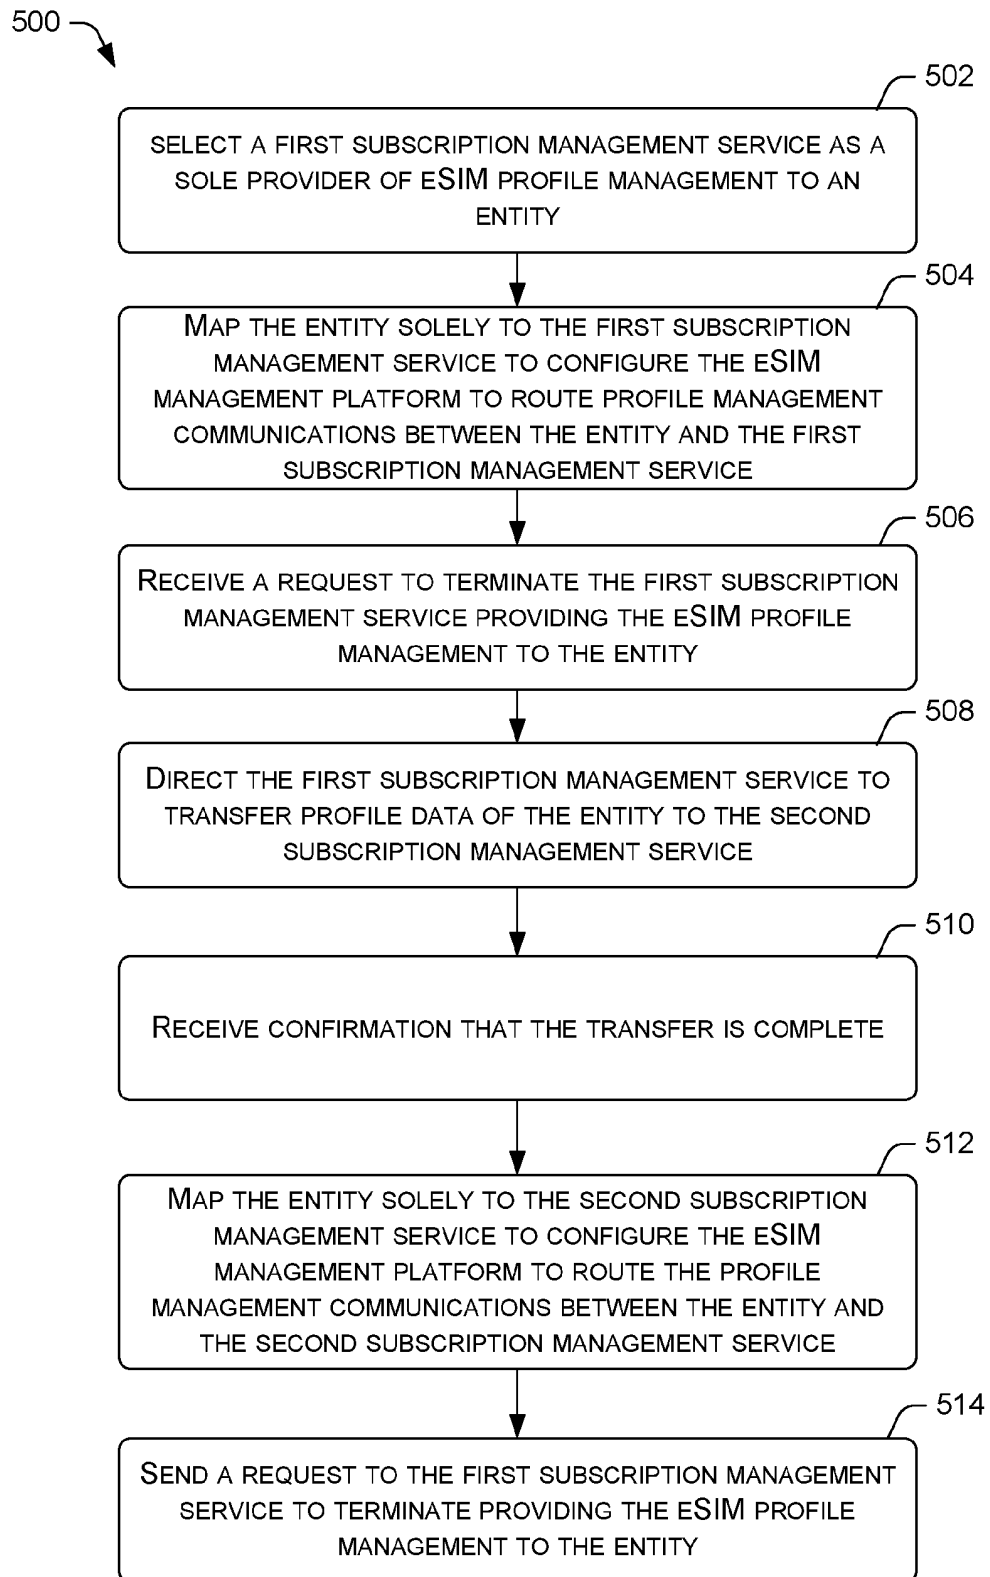 500
502
SELECT A FIRST SUBSCRIPTION MANAGEMENT SERVICE AS A
SOLE PROVIDER OF ESIM PROFILE MANAGEMENT TO AN
ENTITY
504
MAP THE ENTITY SOLELY TO THE FIRST SUBSCRIPTION
MANAGEMENT SERVICE TO CONFIGURE THE ESIM
MANAGEMENT PLATFORM TO ROUTE PROFILE MANAGEMENT
COMMUNICATIONS BETWEEN THE ENTITY AND THE FIRST
SUBSCRIPTION MANAGEMENT SERVICE
506
RECEIVE A REQUEST TO TERMINATE THE FIRST SUBSCRIPTION
MANAGEMENT SERVICE PROVIDING THE ESIM PROFILE
MANAGEMENT TO THE ENTITY
508
DIRECT THE FIRST SUBSCRIPTION MANAGEMENT SERVICE TO
TRANSFER PROFILE DATA OF THE ENTITY TO THE SECOND
SUBSCRIPTION MANAGEMENT SERVICE
510
RECEIVE CONFIRMATION THAT THE TRANSFER IS COMPLETE
512
MAP THE ENTITY SOLELY TO THE SECOND SUBSCRIPTION
MANAGEMENT SERVICE TO CONFIGURE THE ESIM
MANAGEMENT PLATFORM TO ROUTE THE PROFILE
MANAGEMENT COMMUNICATIONS BETWEEN THE ENTITY AND
THE SECOND SUBSCRIPTION MANAGEMENT SERVICE
514
SEND A REQUEST TO THE FIRST SUBSCRIPTION MANAGEMENT
SERVICE TO TERMINATE PROVIDING THE ESIM PROFILE
MANAGEMENT TO THE ENTITY